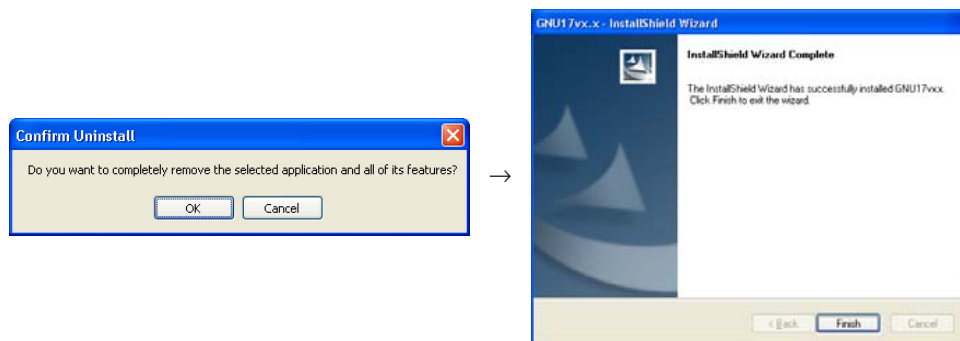 Confirm Uninstall
Do you want to completely remove the selected application and all of its features?
OK
Cancel
→
GNU17vx.x - InstallShield Wizard
InstallShield Wizard Complete
The InstallShield Wizard has successfully installed GNU17vx.x.
Click Finish to exit the wizard.
< Back
Finish
Cancel